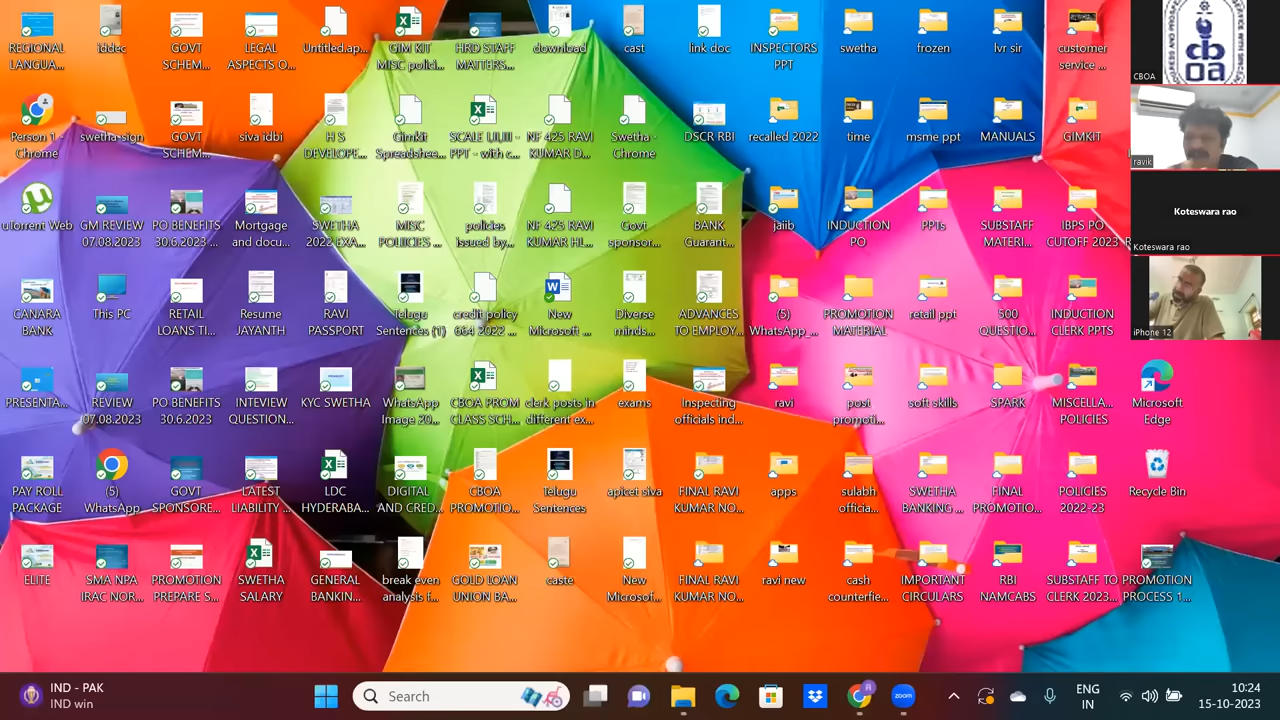 REGIONAL
LANGUA...
iddec
GOVT
SCHEM...
LEGAL
ASPECTS O...
Untitled.ap...
GIM KIT
MISC polici...
HRD STAFF
MATTERS...
download
cast
link doc
INSPECTORS
PPT
swetha
frozen
lvr sir
customer
service ...
Person 1 -
Chrome
swetha sign
GOVT
SCHEM...
siva idbi
H S
DEVELOPE...
Gimkit
Spreadshee...
SCALE I,II,III -
PPT - with c...
NF 425 RAVI
KUMAR D...
Swetha -
Chrome
DSCR RBI
recalled 2022
time
msme ppt
MANUALS
GIMKIT
µTorrent Web
GM REVIEW
07.08.2023
PO BENEFITS
30.6.2023 ...
Mortgage
and docu...
SWETHA
2022 EXA...
MISC
POLICIES ...
policies
issued by...
NF 425 RAVI
KUMAR HL...
Govt
sponsor...
BANK
Guarant...
jaiib
INDUCTION
PO
PPTs
SUBSTAFF
MATERI...
IBPS PO
CUTOFF 2023
CANARA
BANK
This PC
RETAIL
LOANS TI...
Resume
JAYANTH
RAVI
PASSPORT
Telugu
Sentences (1)
credit policy
664 2022 ...
New
Microsoft ...
Diverse
minds...
ADVANCES
TO EMPLOY...
(5)
WhatsApp_...
PROMOTION
MATERIAL
retail ppt
500
QUESTIO...
INDUCTION
CLERK PPTS
PRESENTA...
REVIEW
07.08.2023
PO BENEFITS
30.6.2023 ...
INTEVIEW
QUESTION...
KYC SWETHA
WhatsApp
Image 20...
CBOA PROM
CLASS SCH...
clerk posts in
different ex...
exams
Inspecting
officials ind...
ravi
post
promoti...
soft skills
SPARK
MISCELLA...
POLICIES
Microsoft
Edge
PAY ROLL
PACKAGE
(5)
WhatsApp
GOVT
SPONSORE...
LATEST
LIABILITY ...
LDC
HYDERABA...
DIGITAL
AND CRED...
CBOA
PROMOTIO...
Telugu
Sentences
apicet siva
FINAL RAVI
KUMAR NO...
apps
sulabh
officia...
SWETHA
BANKING ...
FINAL
PROMOTIO...
POLICIES
2022-23
Recycle Bin
ELITE
SMA NPA
IRAC NOR...
PROMOTION
PREPARE S...
SWETHA
SALARY
GENERAL
BANKIN...
break even
analysis f...
GOLD LOAN
UNION BA...
caste
New
Microsof...
FINAL RAVI
KUMAR NO...
ravi new
cash
counterfie...
IMPORTANT
CIRCULARS
RBI
NAMCABS
SUBSTAFF TO
CLERK 2023...
PROMOTION
PROCESS 1...
cboa
CBOA
ravik
Koteswara rao
Koteswara rao
iPhone 12
IND - PAK
IND win
Search
zoom
ENG
IN
10:24
15-10-2023